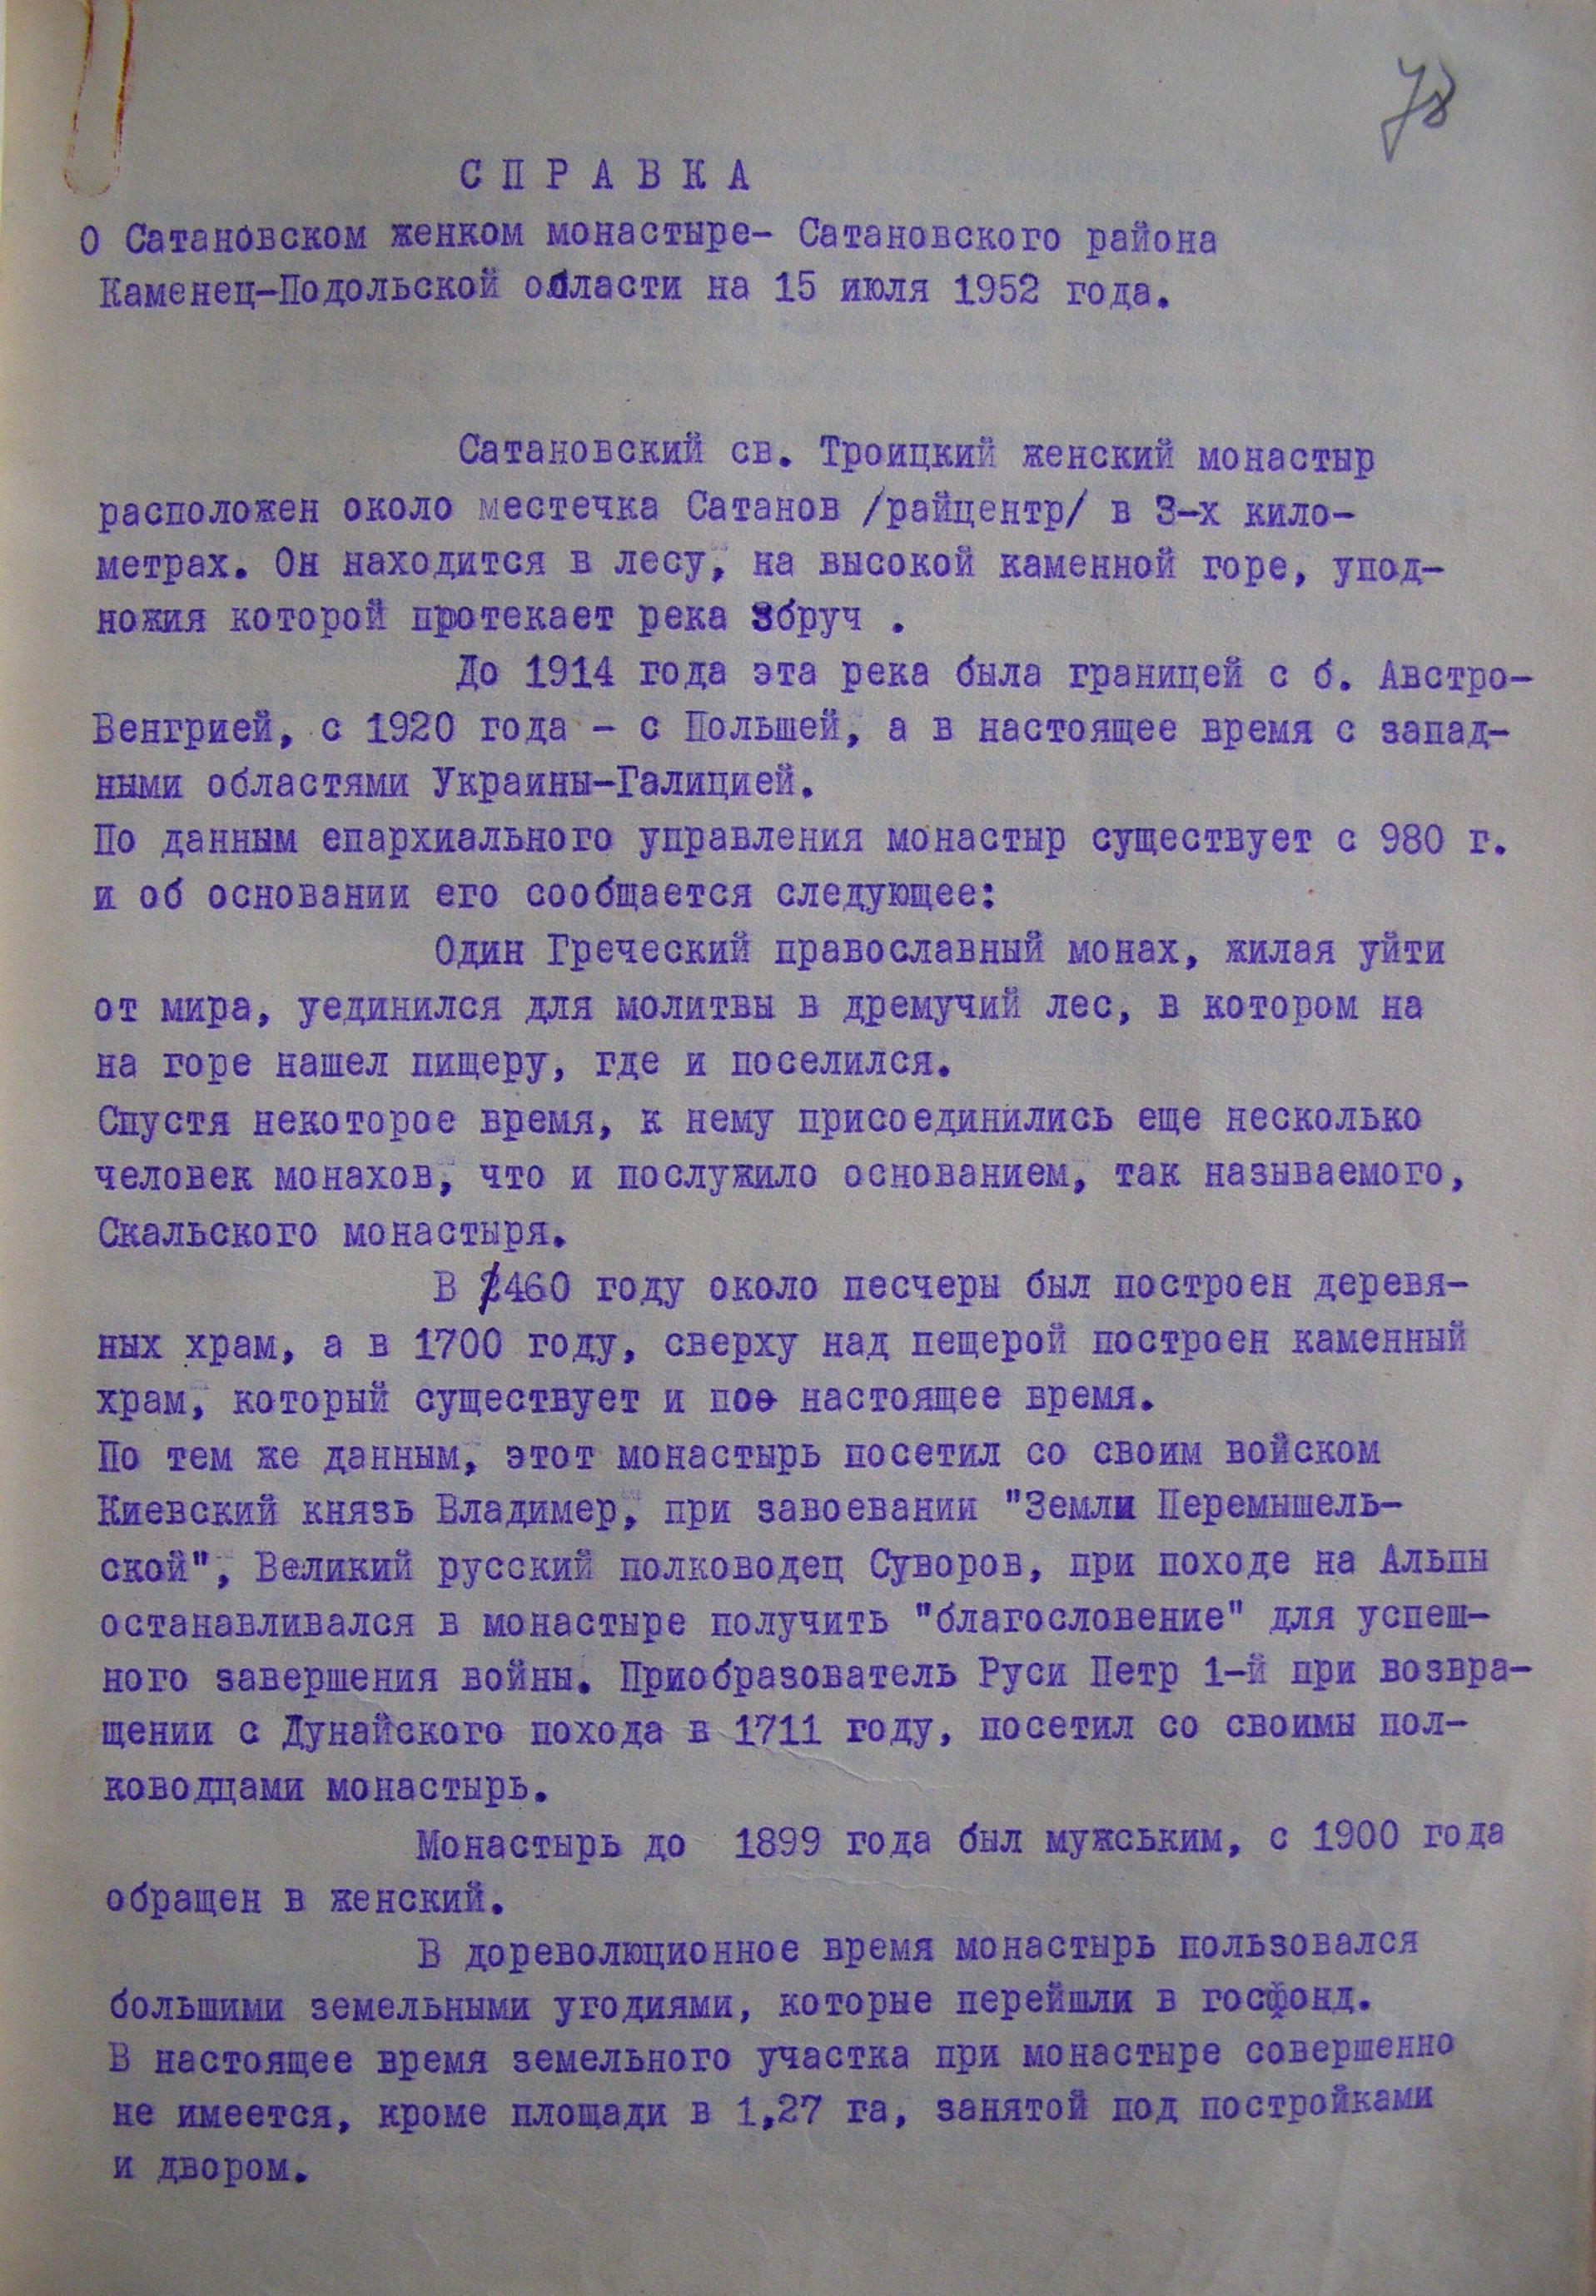 78
С П Р А В К А
О Сатановском женком монастыре- Сатановского района
Каменец-Подольской области на 15 июля 1952 года.
Сатановский св. Троицкий женский монастыр
расположен около местечка Сатанов /райцентр/ в 3-х кило-
метрах. Он находится в лесу, на высокой каменной горе, упод-
ножия которой протекает река Збруч .
До 1914 года эта река была границей с б. Австро-
Венгрией, с 1920 года - с Польшей, а в настоящее время с запад-
ными областями Украины-Галицией.
По данным епархиального управления монастыр существует с 980 г.
и об основании его сообщается следующее:
Один Греческий православный монах, жилая уйти
от мира, уединился для молитвы в дремучий лес, в котором на
на горе нашел пищеру, где и поселился.
Спустя некоторое время, к нему присоединились еще несколько
человек монахов, что и послужило основанием, так называемого,
Скальского монастыря.
В 1460 году около песчеры был построен деревя-
ных храм, а в 1700 году, сверху над пещерой построен каменный
храм, который существует и поо настоящее время.
По тем же данным, этот монастырь посетил со своим войском
Киевский князь Владимер, при завоевании "Земли Перемышель-
ской", Великий русский полководец Суворов, при походе на Альпы
останавливался в монастыре получить "благословение" для успеш-
ного завершения войны. Приобразователь Руси Петр 1-й при возвра-
щении с Дунайского похода в 1711 году, посетил со своимы пол-
ководцами монастырь.
Монастырь до 1899 года был мужським, с 1900 года
обращен в женский.
В дореволюционное время монастырь пользовался
большими земельными угодиями, которые перейшли в госфонд.
В настоящее время земельного участка при монастыре совершенно
не имеется, кроме площади в 1,27 га, занятой под постройками
и двором.